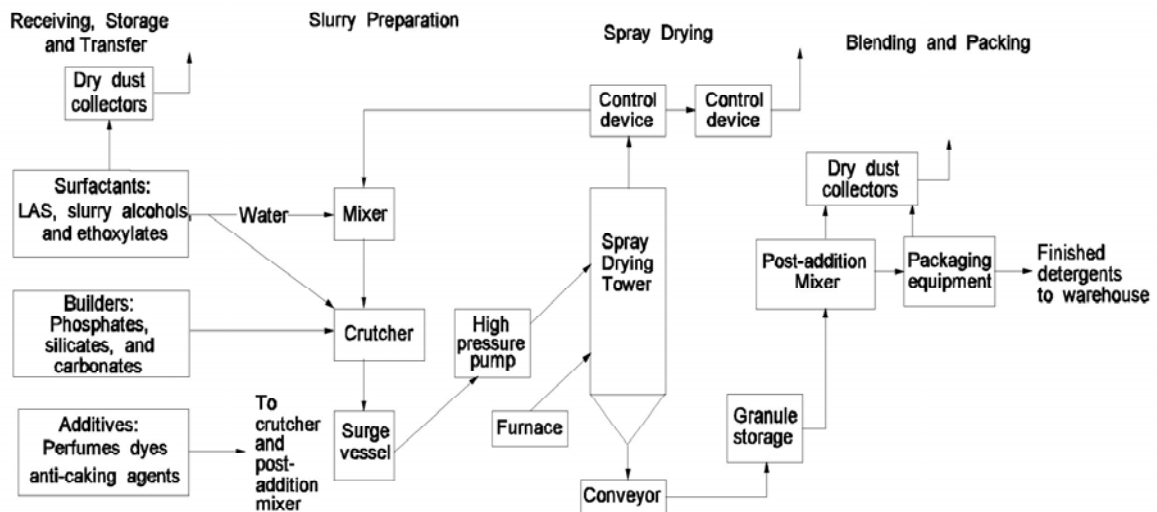 Receiving, Storage
and Transfer
Slurry Preparation
Spray Drying
Blending and Packing
Dry dust
collectors
Control
device
Control
device
Dry dust
collectors
Surfactants:
LAS, slurry alcohols,
and ethoxylates
Water
Mixer
Spray
Drying
Tower
Post-addition
Mixer
Packaging
equipment
Finished
detergents
to warehouse
Builders:
Phosphates,
silicates, and
carbonates
Crutcher
High
pressure
pump
Additives:
Perfumes dyes
anti-caking agents
To
crutcher
and
post-
addition
mixer
Surge
vessel
Furnace
Granule
storage
Conveyor